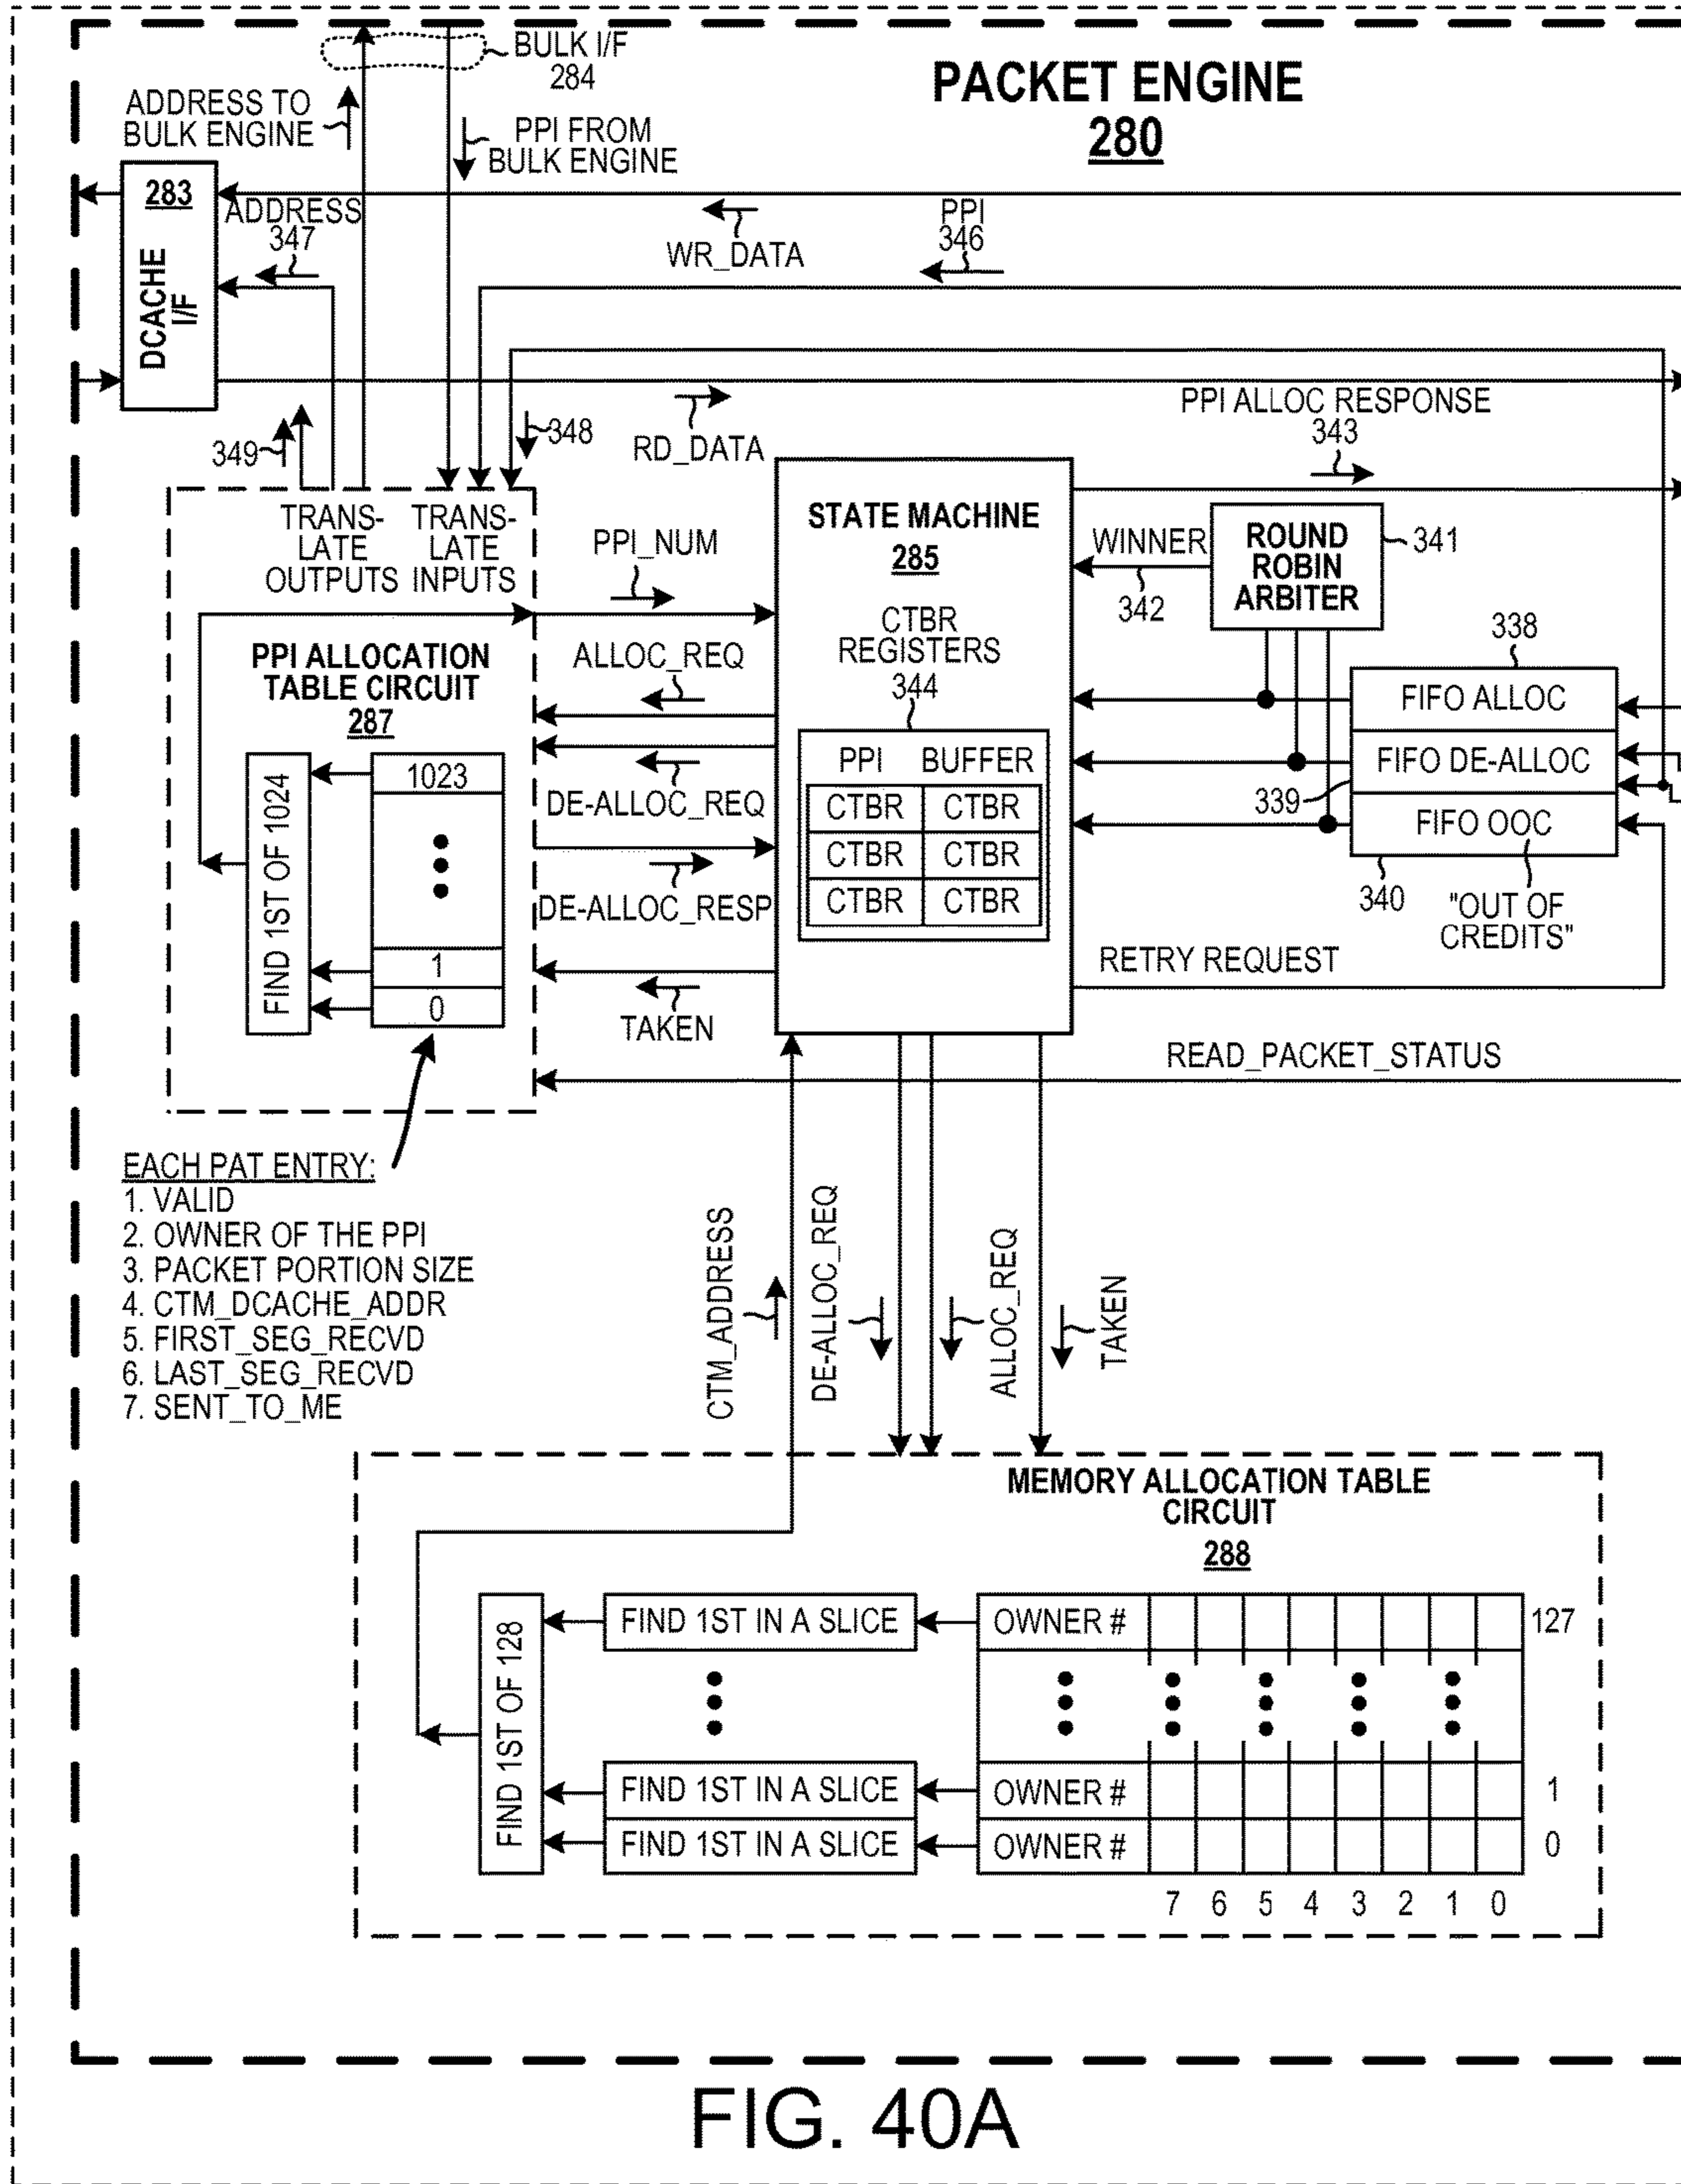 BULK I/F
284
PACKET ENGINE
280
ADDRESS TO
BULK ENGINE
PPI FROM
BULK ENGINE
283
DCACHE
I/F
ADDRESS
347
WR_DATA
PPI
346
349
348
RD_DATA
PPI ALLOC RESPONSE
343
TRANS-
LATE
OUTPUTS
TRANS-
LATE
INPUTS
PPI_NUM
STATE MACHINE
285
WINNER
342
ROUND
ROBIN
ARBITER
341
PPI ALLOCATION
TABLE CIRCUIT
287
ALLOC_REQ
CTBR
REGISTERS
344
338
FIFO ALLOC
FIFO DE-ALLOC
FIFO OOC
339
340
"OUT OF
CREDITS"
FIND 1ST OF 1024
1023
1
0
DE-ALLOC_REQ
DE-ALLOC_RESP
TAKEN
PPI BUFFER
CTBR CTBR
CTBR CTBR
CTBR CTBR
RETRY REQUEST
READ_PACKET_STATUS
EACH PAT ENTRY:
1. VALID
2. OWNER OF THE PPI
3. PACKET PORTION SIZE
4. CTM_DCACHE_ADDR
5. FIRST_SEG_RECVD
6. LAST_SEG_RECVD
7. SENT_TO_ME
CTM_ADDRESS
DE-ALLOC_REQ
ALLOC_REQ
TAKEN
MEMORY ALLOCATION TABLE
CIRCUIT
288
FIND 1ST OF 128
FIND 1ST IN A SLICE OWNER # 127
FIND 1ST IN A SLICE OWNER # 1
FIND 1ST IN A SLICE OWNER # 0
7 6 5 4 3 2 1 0
FIG. 40A